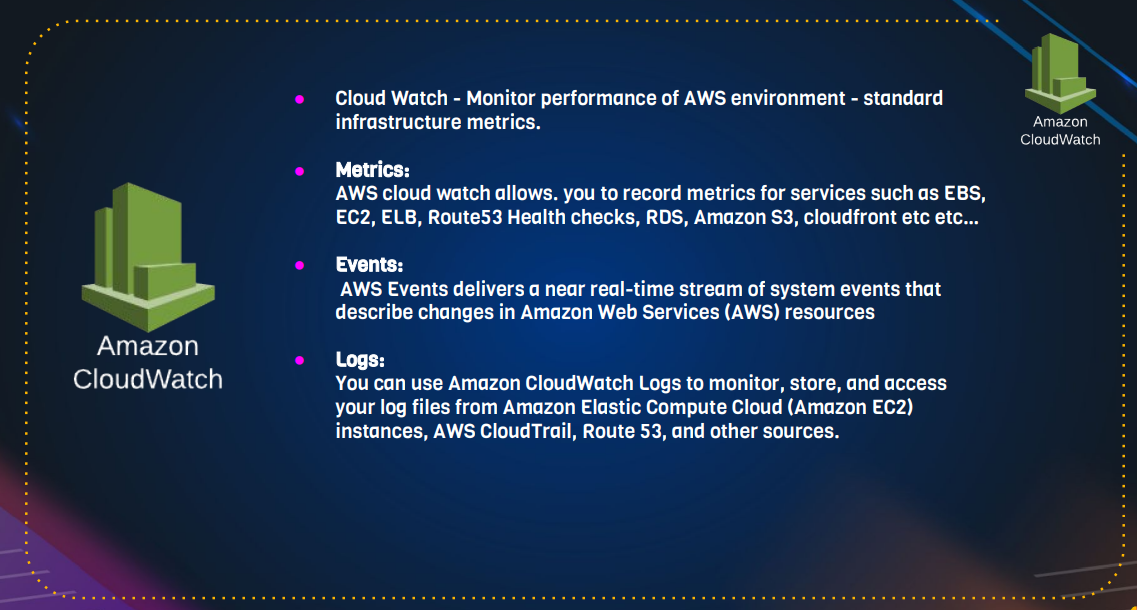 Amazon
CloudWatch
Cloud Watch - Monitor performance of AWS environment - standard
infrastructure metrics.
Metrics:
AWS cloud watch allows. you to record metrics for services such as EBS,
EC2, ELB, Route53 Health checks, RDS, Amazon S3, cloudfront etc etc...
Events:
AWS Events delivers a near real-time stream of system events that
describe changes in Amazon Web Services (AWS) resources
Logs:
You can use Amazon CloudWatch Logs to monitor, store, and access
your log files from Amazon Elastic Compute Cloud (Amazon EC2)
instances, AWS CloudTrail, Route 53, and other sources.
Amazon
CloudWatch